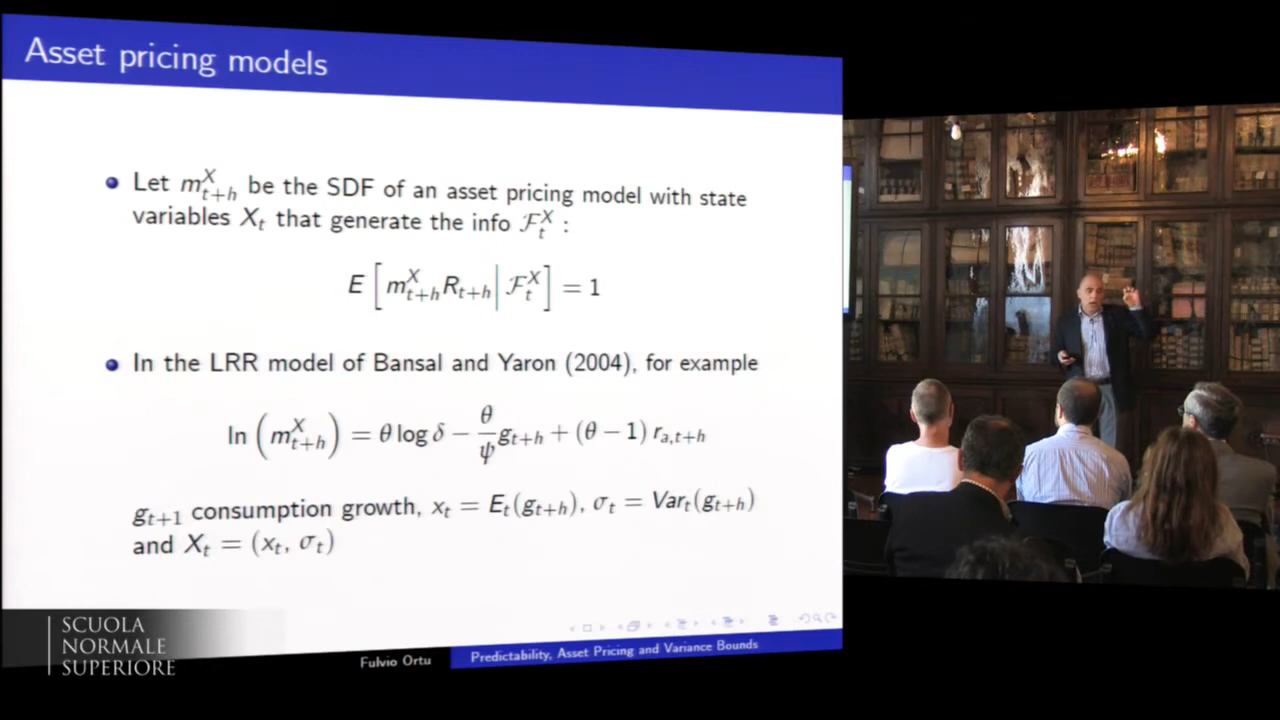 Asset pricing models
Let m^X_{t+h} be the SDF of an asset pricing model with state
variables X_t that generate the info ℱ^X_t :
E [ m^X_{t+h} R_{t+h} | ℱ^X_t ] = 1
In the LRR model of Bansal and Yaron (2004), for example
ln ( m^X_{t+h} ) = θ log δ − θ/ψ g_{t+h} + (θ − 1) r_{a,t+h}
g_{t+1} consumption growth, x_t = E_t(g_{t+h}), σ_t = Var_t(g_{t+h})
and X_t = (x_t, σ_t)
SCUOLA
NORMALE
SUPERIORE
Fulvio Ortu
Predictability, Asset Pricing and Variance Bounds